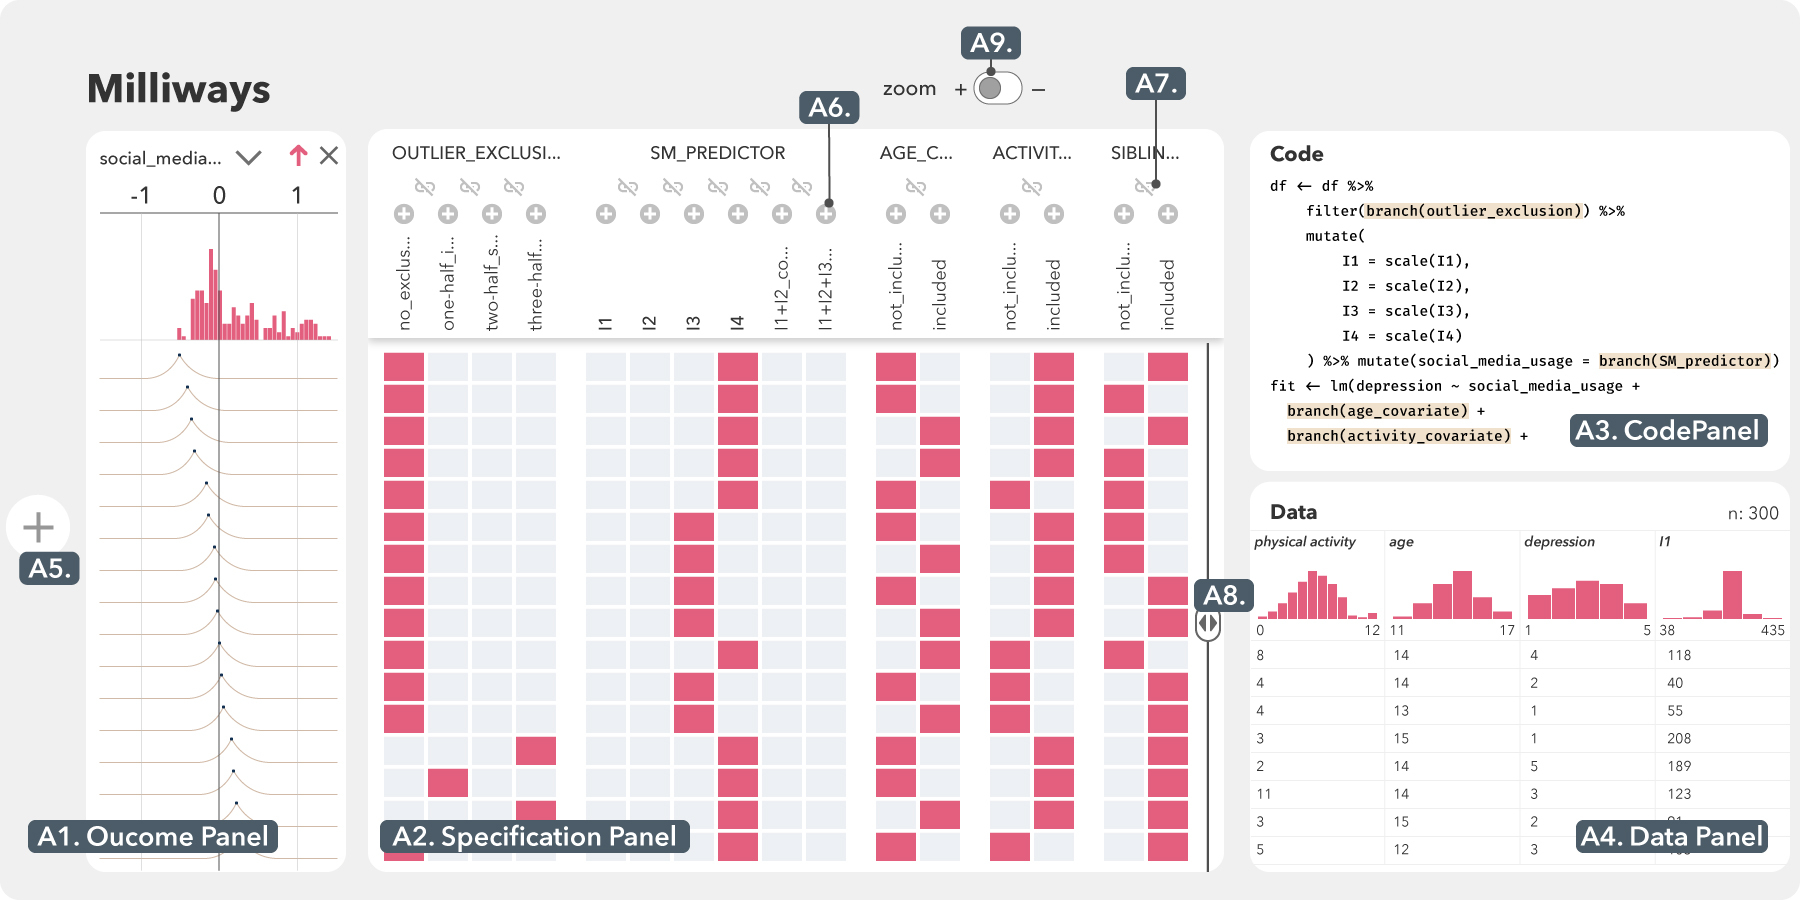 A9.
zoom + −
A7.
Milliways
A6.
social_media...
-1 0 1
A5.
A1. Oucome Panel
OUTLIER_EXCLUSI... SM_PREDICTOR AGE_C... ACTIVIT... SIBLIN...
no_exclus...
one-half_i...
two-half_s...
three-half...
I1
I2
I3
I4
I1+I2_co...
I1+I2+I3...
not_inclu...
included
not_inclu...
included
not_inclu...
included
A8.
A2. Specification Panel
Code
df ← df %>%
filter(branch(outlier_exclusion)) %>%
mutate(
I1 = scale(I1),
I2 = scale(I2),
I3 = scale(I3),
I4 = scale(I4)
) %>% mutate(social_media_usage = branch(SM_predictor))
fit ← lm(depression ~ social_media_usage +
branch(age_covariate) +
branch(activity_covariate) +
A3. CodePanel
Data n: 300
physical activity age depression I1
0 12 11 17 1 5 38 435
8 14 4 118
4 14 2 40
4 13 1 55
3 15 1 208
2 14 5 189
11 14 3 123
3 15 2
5 12 3
A4. Data Panel